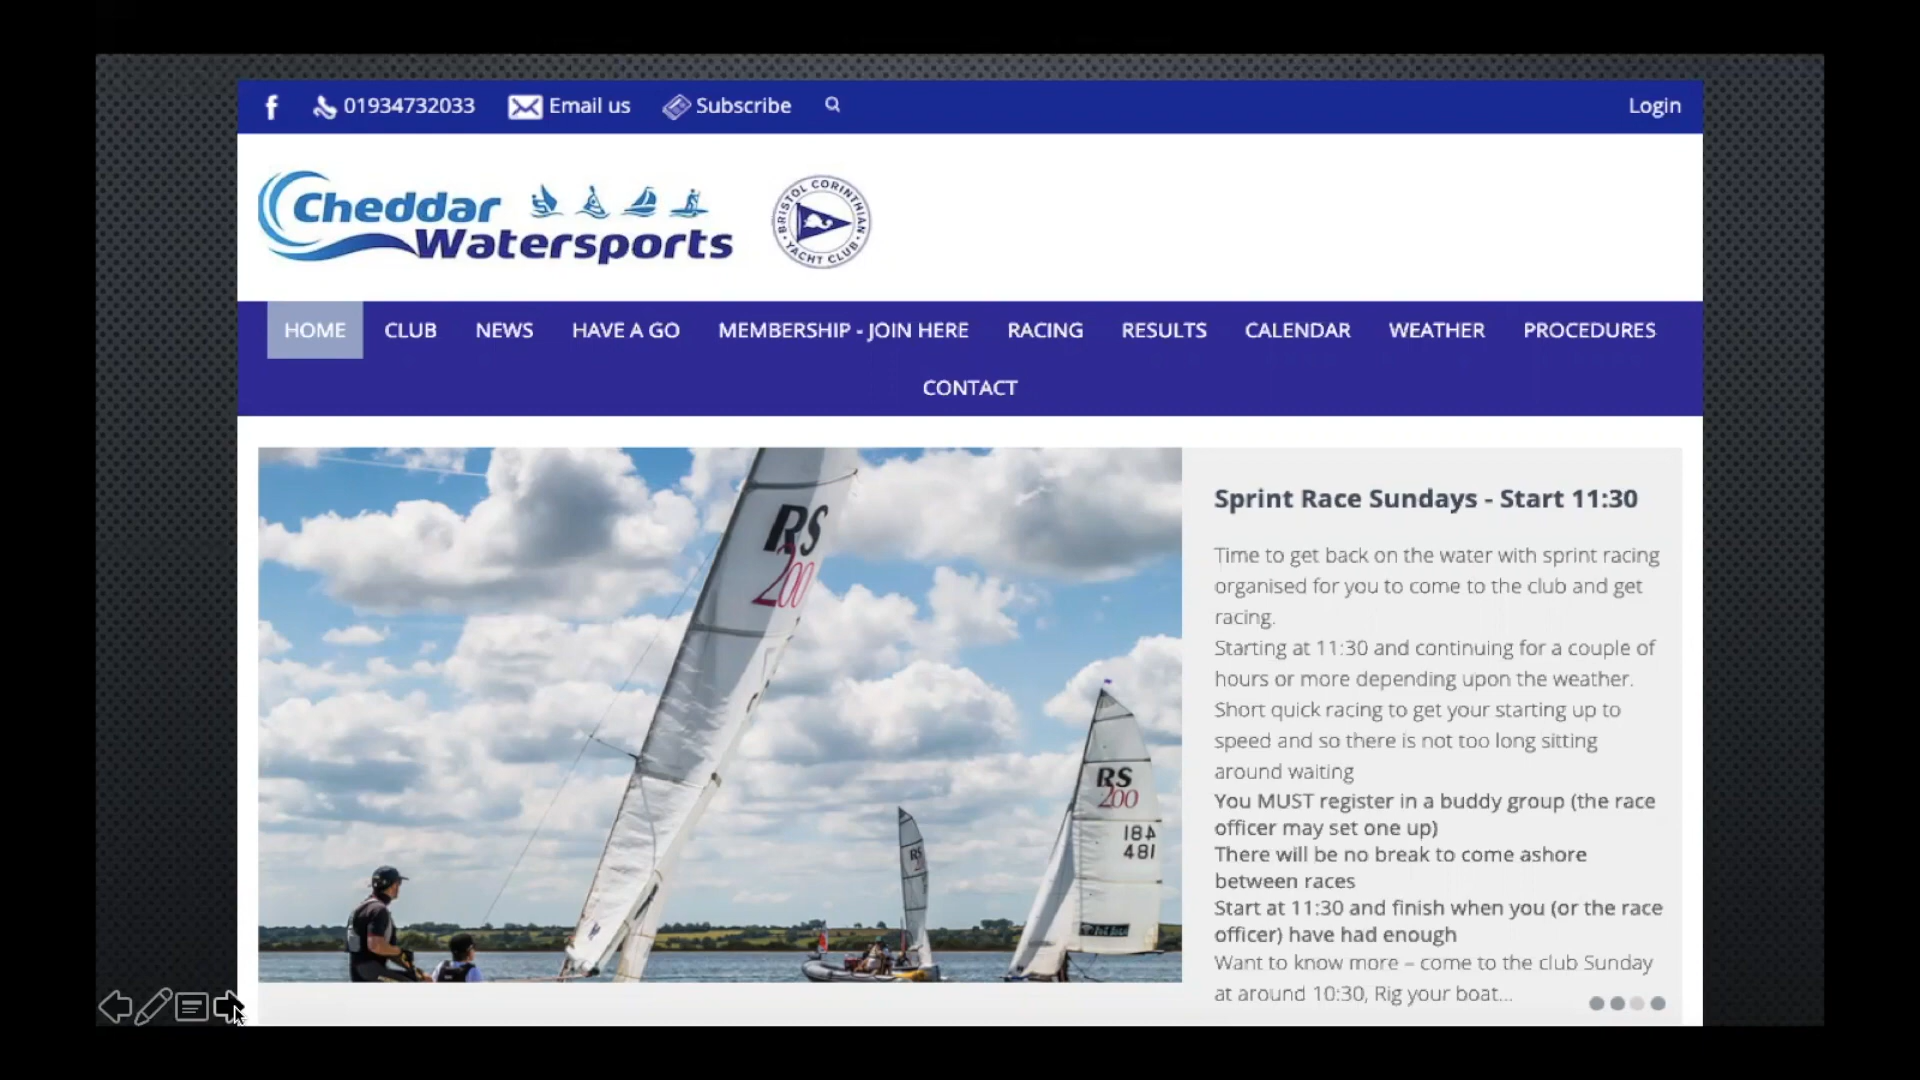 01934732033 Email us Subscribe Login
Cheddar
Watersports
BRISTOL CORINTHIAN
YACHT CLUB
HOME CLUB NEWS HAVE A GO MEMBERSHIP - JOIN HERE RACING RESULTS CALENDAR WEATHER PROCEDURES
CONTACT
RS
200
RS
200
481
481
RS
Sprint Race Sundays - Start 11:30
Time to get back on the water with sprint racing
organised for you to come to the club and get
racing.
Starting at 11:30 and continuing for a couple of
hours or more depending upon the weather.
Short quick racing to get your starting up to
speed and so there is not too long sitting
around waiting
You MUST register in a buddy group (the race
officer may set one up)
There will be no break to come ashore
between races
Start at 11:30 and finish when you (or the race
officer) have had enough
Want to know more – come to the club Sunday
at around 10:30, Rig your boat...